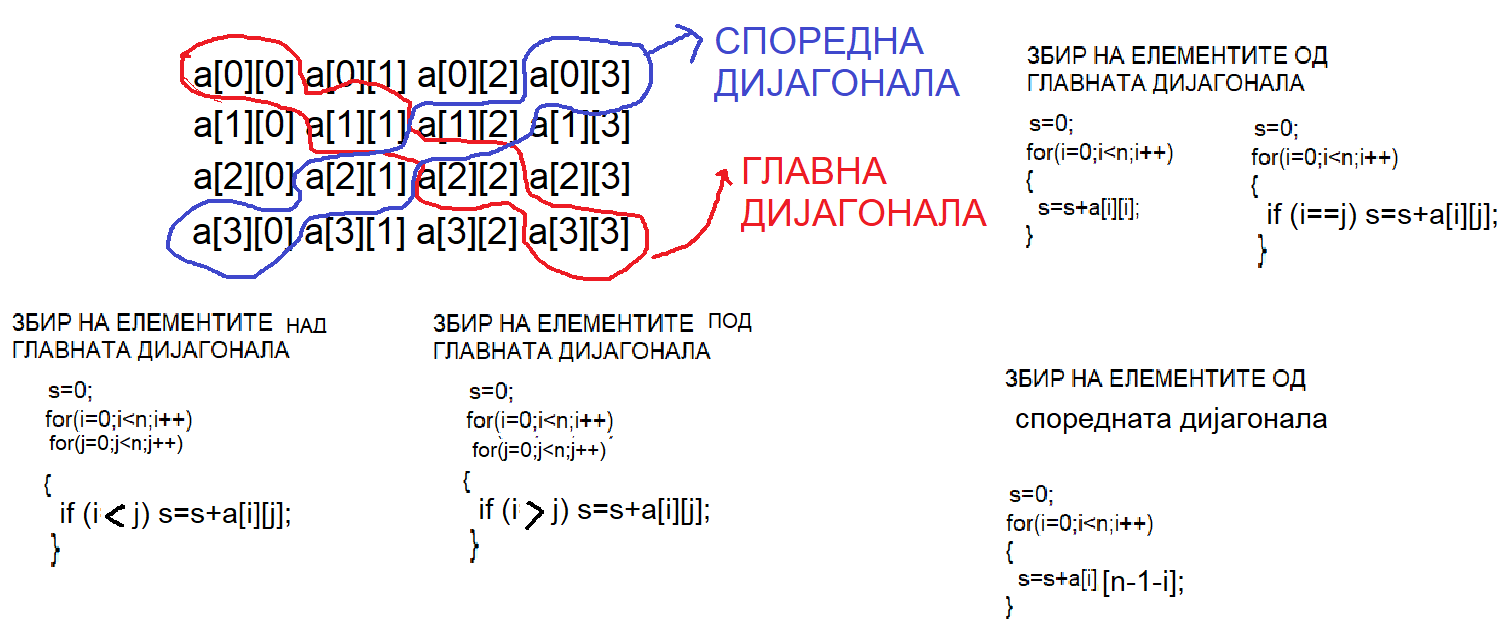 a[0][0] a[0][1] a[0][2] a[0][3]
a[1][0] a[1][1] a[1][2] a[1][3]
a[2][0] a[2][1] a[2][2] a[2][3]
a[3][0] a[3][1] a[3][2] a[3][3]
СПОРЕДНА
ДИЈАГОНАЛА
ГЛАВНА
ДИЈАГОНАЛА
ЗБИР НА ЕЛЕМЕНТИТЕ ОД
ГЛАВНАТА ДИЈАГОНАЛА
s=0;
for(i=0;i<n;i++)
{
s=s+a[i][i];
}
s=0;
for(i=0;i<n;i++)
{
if (i==j) s=s+a[i][j];
}
ЗБИР НА ЕЛЕМЕНТИТЕ НАД
ГЛАВНАТА ДИЈАГОНАЛА
s=0;
for(i=0;i<n;i++)
for(j=0;j<n;j++)
{
if (i < j) s=s+a[i][j];
}
ЗБИР НА ЕЛЕМЕНТИТЕ ПОД
ГЛАВНАТА ДИЈАГОНАЛА
s=0;
for(i=0;i<n;i++)
for(j=0;j<n;j++)
{
if (i > j) s=s+a[i][j];
}
ЗБИР НА ЕЛЕМЕНТИТЕ ОД
споредната дијагонала
s=0;
for(i=0;i<n;i++)
{
s=s+a[i] [n-1-i];
}